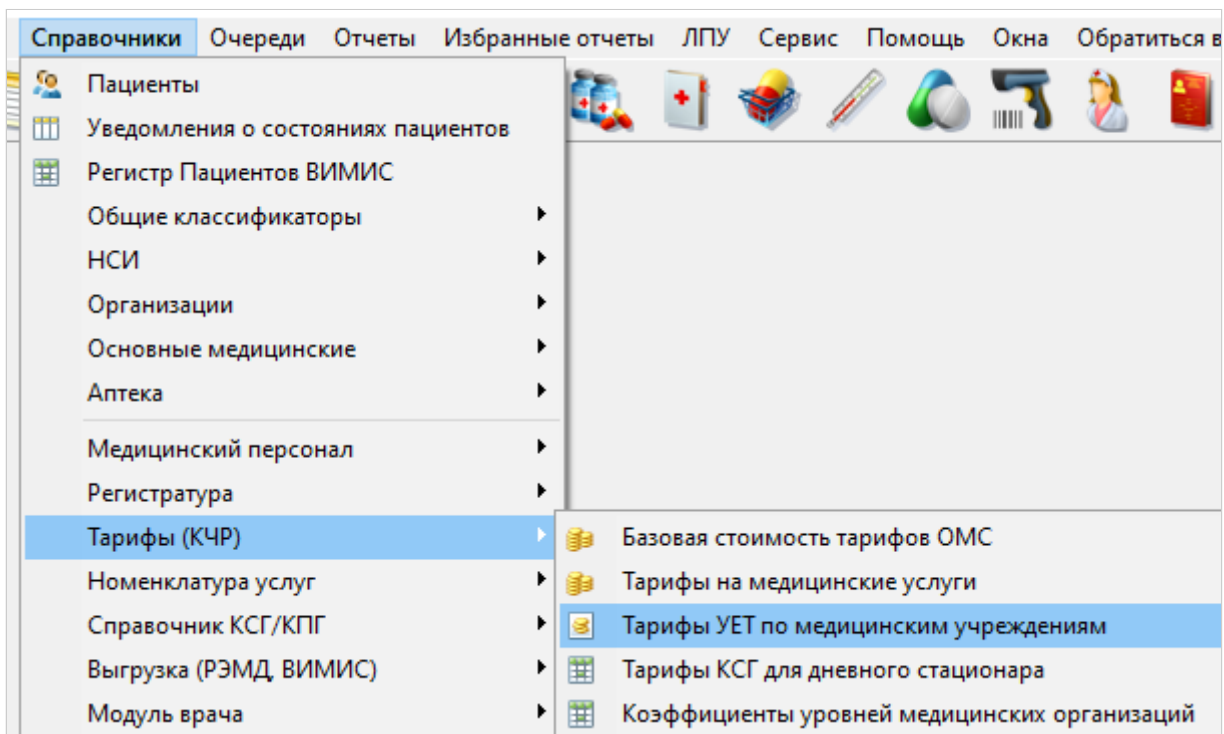 Справочники Очереди Отчеты Избранные отчеты ЛПУ Сервис Помощь Окна Обратиться в
Пациенты
Уведомления о состояниях пациентов
Регистр Пациентов ВИМИС
Общие классификаторы
НСИ
Организации
Основные медицинские
Аптека
Медицинский персонал
Регистратура
Тарифы (КЧР)
Номенклатура услуг
Справочник КСГ/КПГ
Выгрузка (РЭМД, ВИМИС)
Модуль врача
Базовая стоимость тарифов ОМС
Тарифы на медицинские услуги
Тарифы УЕТ по медицинским учреждениям
Тарифы КСГ для дневного стационара
Коэффициенты уровней медицинских организаций